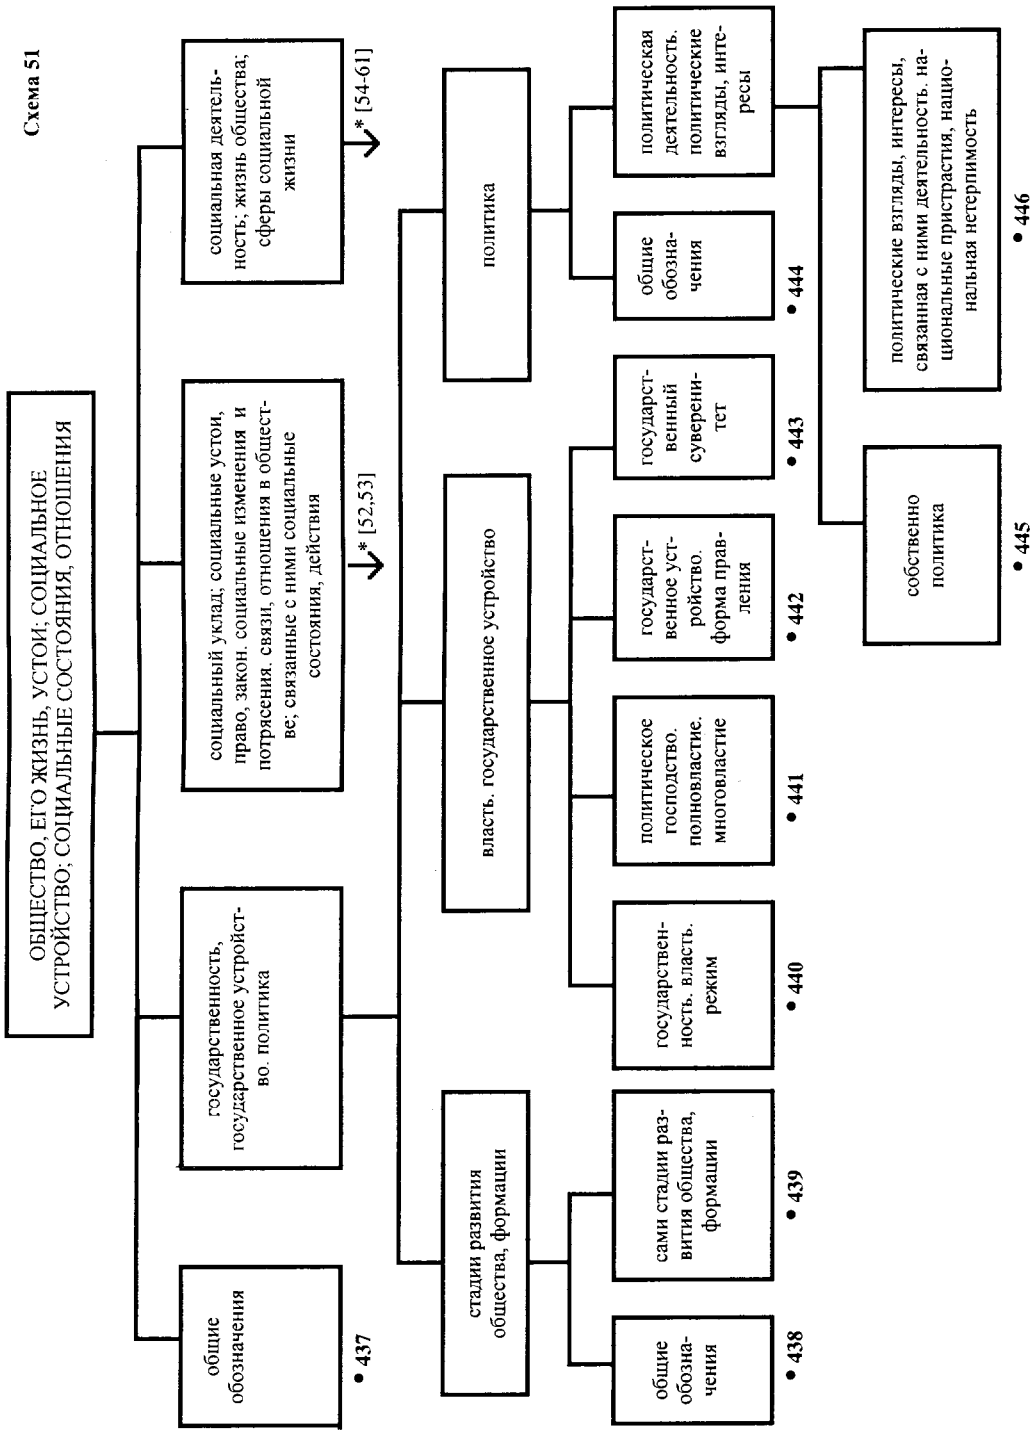 Схема 51
ОБЩЕСТВО, ЕГО ЖИЗНЬ, УСТОИ; СОЦИАЛЬНОЕ
УСТРОЙСТВО; СОЦИАЛЬНЫЕ СОСТОЯНИЯ, ОТНОШЕНИЯ
общие
обозначения
• 437
государственность,
государственное устройст-
во. политика
социальный уклад; социальные устои,
право, закон. социальные изменения и
потрясения. связи, отношения в общест-
ве; связанные с ними социальные
состояния, действия
* [52,53]
социальная деятель-
ность; жизнь общества;
сферы социальной
жизни
* [54-61]
стадии развития
общества, формации
власть. государственное устройство
политика
общие
обозна-
чения
• 438
сами стадии раз-
вития общества,
формации
• 439
государствен-
ность. власть.
режим
• 440
политическое
господство.
полновластие.
многовластие
• 441
государст-
венное уст-
ройство.
форма прав-
ления
• 442
государст-
венный
суверени-
тет
• 443
общие
обозна-
чения
• 444
политическая
деятельность.
политические
взгляды, инте-
ресы
собственно
политика
• 445
политические взгляды, интересы,
связанная с ними деятельность. на-
циональные пристрастия, нацио-
нальная нетерпимость
• 446